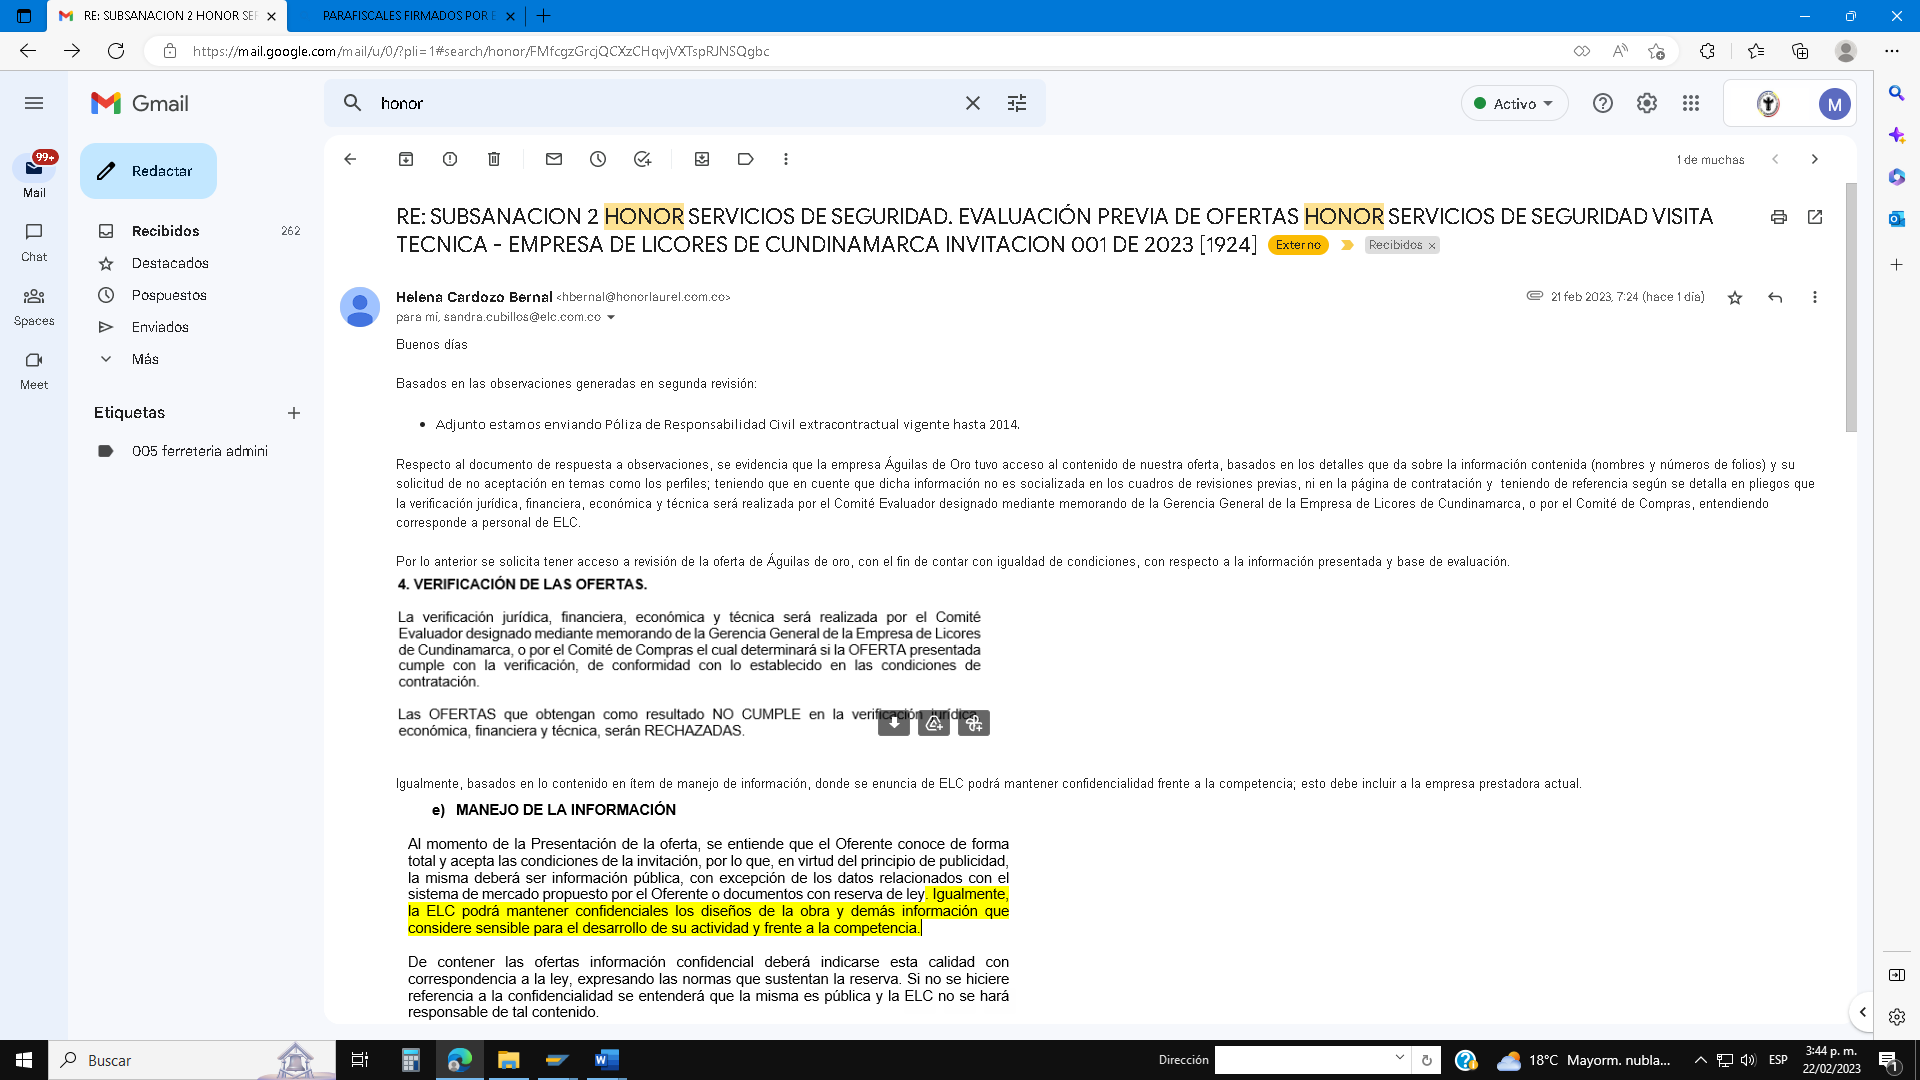 RE: SUBSANACION 2 HONOR SER
PARAFISCALES FIRMADOS POR E
https://mail.google.com/mail/u/0/?pli=1#search/honor/FMfcgzGrcjQCXzCHqvjVXTspRJNSQgbc
Gmail
honor
Activo
M
99+
Mail
Chat
Spaces
Meet
Redactar
Recibidos 262
Destacados
Pospuestos
Enviados
Más
Etiquetas
005 ferreteria admini
1 de muchas
RE: SUBSANACION 2 HONOR SERVICIOS DE SEGURIDAD. EVALUACIÓN PREVIA DE OFERTAS HONOR SERVICIOS DE SEGURIDAD VISITA
TECNICA - EMPRESA DE LICORES DE CUNDINAMARCA INVITACION 001 DE 2023 [1924] Externo Recibidos x
Helena Cardozo Bernal <hbernal@honorlaurel.com.co> 21 feb 2023, 7:24 (hace 1 día)
para mí, sandra.cubillos@elc.com.co
Buenos días
Basados en las observaciones generadas en segunda revisión:
• Adjunto estamos enviando Póliza de Responsabilidad Civil extracontractual vigente hasta 2014.
Respecto al documento de respuesta a observaciones, se evidencia que la empresa Águilas de Oro tuvo acceso al contenido de nuestra oferta, basados en los detalles que da sobre la información contenida (nombres y números de folios) y su
solicitud de no aceptación en temas como los perfiles; teniendo que en cuente que dicha información no es socializada en los cuadros de revisiones previas, ni en la página de contratación y teniendo de referencia según se detalla en pliegos que
la verificación jurídica, financiera, económica y técnica será realizada por el Comité Evaluador designado mediante memorando de la Gerencia General de la Empresa de Licores de Cundinamarca, o por el Comité de Compras, entendiendo
corresponde a personal de ELC.
Por lo anterior se solicita tener acceso a revisión de la oferta de Águilas de oro, con el fin de contar con igualdad de condiciones, con respecto a la información presentada y base de evaluación.
4. VERIFICACIÓN DE LAS OFERTAS.
La verificación jurídica, financiera, económica y técnica será realizada por el Comité
Evaluador designado mediante memorando de la Gerencia General de la Empresa de Licores
de Cundinamarca, o por el Comité de Compras el cual determinará si la OFERTA presentada
cumple con la verificación, de conformidad con lo establecido en las condiciones de
contratación.
Las OFERTAS que obtengan como resultado NO CUMPLE en la verificación jurídica,
económica, financiera y técnica, serán RECHAZADAS.
Igualmente, basados en lo contenido en ítem de manejo de información, donde se enuncia de ELC podrá mantener confidencialidad frente a la competencia; esto debe incluir a la empresa prestadora actual.
e) MANEJO DE LA INFORMACIÓN
Al momento de la Presentación de la oferta, se entiende que el Oferente conoce de forma
total y acepta las condiciones de la invitación, por lo que, en virtud del principio de publicidad,
la misma deberá ser información pública, con excepción de los datos relacionados con el
sistema de mercado propuesto por el Oferente o documentos con reserva de ley. Igualmente,
la ELC podrá mantener confidenciales los diseños de la obra y demás información que
considere sensible para el desarrollo de su actividad y frente a la competencia.
De contener las ofertas información confidencial deberá indicarse esta calidad con
correspondencia a la ley, expresando las normas que sustentan la reserva. Si no se hiciere
referencia a la confidencialidad se entenderá que la misma es pública y la ELC no se hará
responsable de tal contenido.
Buscar
Dirección
18°C Mayorm. nubla...
ESP
3:44 p. m.
22/02/2023
1